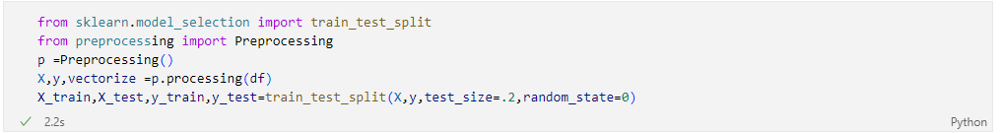 from sklearn.model_selection import train_test_split
from preprocessing import Preprocessing
p =Preprocessing()
X,y,vectorize =p.processing(df)
X_train,X_test,y_train,y_test=train_test_split(X,y,test_size=.2,random_state=0)
✓ 2.2s Python